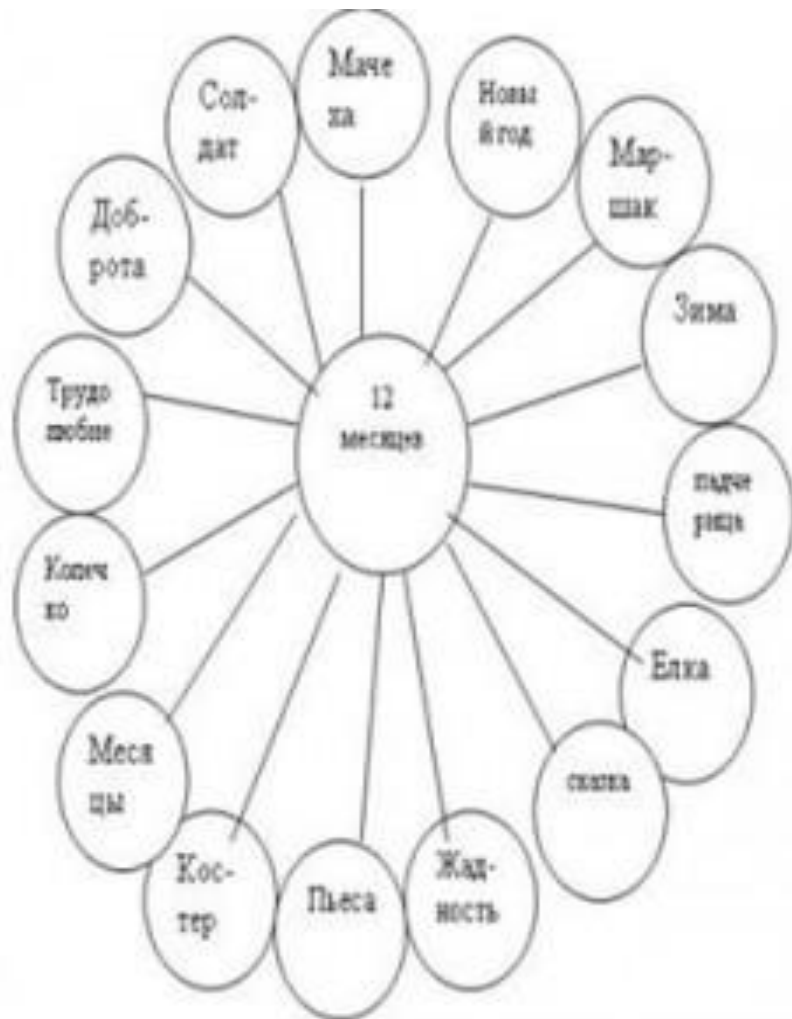 12
месяцев
Маче
ха
Новы
й год
Мар-
шак
Зима
падче
рица
Елка
сказка
Жад-
ность
Пьеса
Кос-
тер
Меся
цы
Колеч
ко
Трудо
любие
Доб-
рота
Сол-
дат